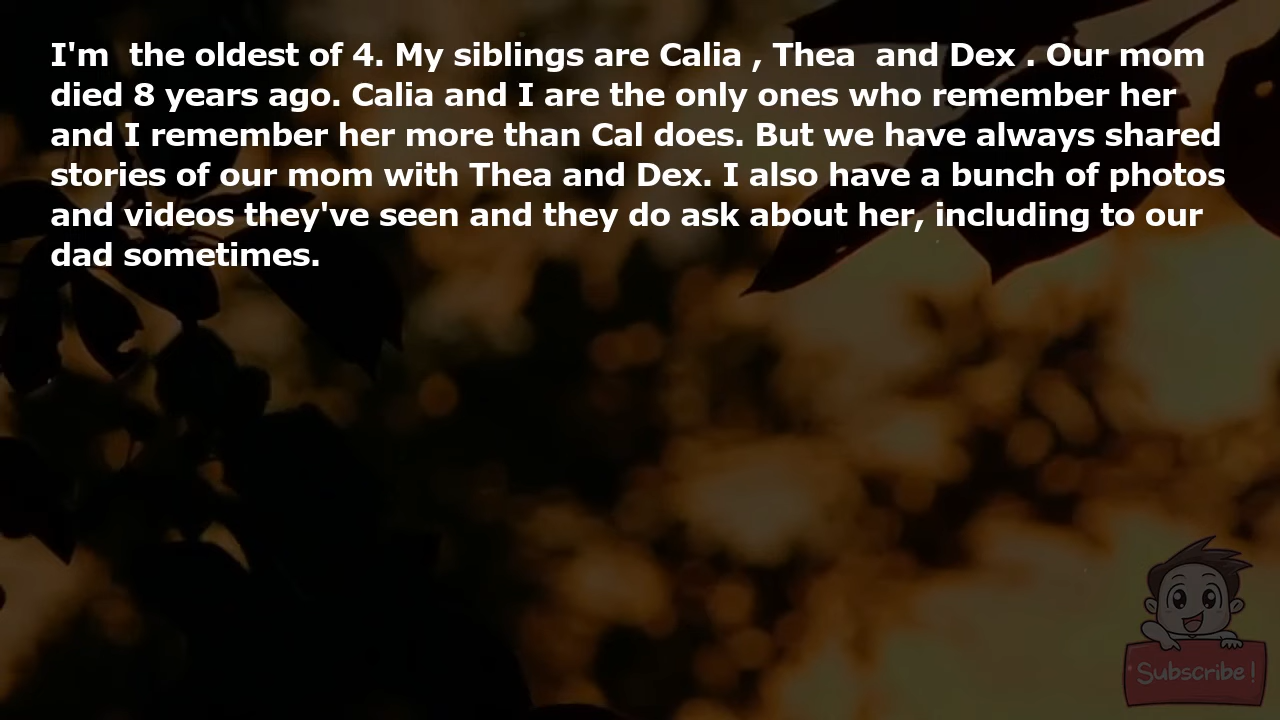 I'm  the oldest of 4. My siblings are Calia , Thea  and Dex . Our mom
died 8 years ago. Calia and I are the only ones who remember her
and I remember her more than Cal does. But we have always shared
stories of our mom with Thea and Dex. I also have a bunch of photos
and videos they've seen and they do ask about her, including to our
dad sometimes.
Subscribe!